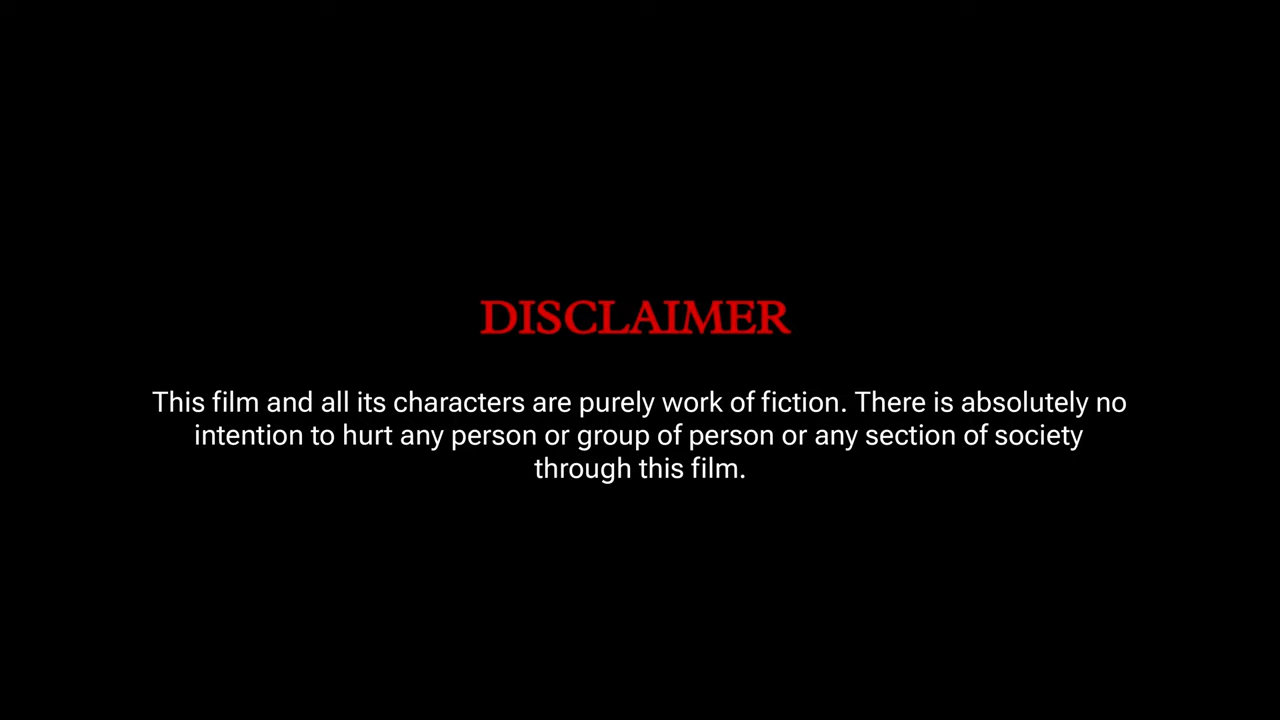 DISCLAIMER
This film and all its characters are purely work of fiction. There is absolutely no
intention to hurt any person or group of person or any section of society
through this film.